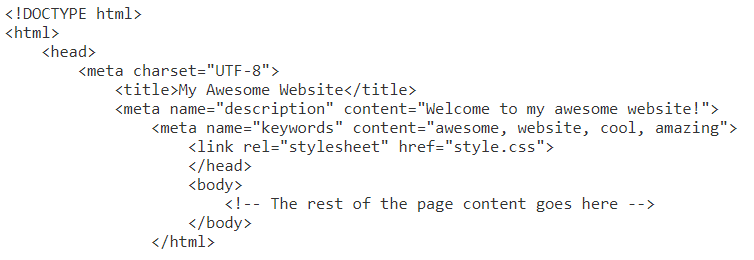 <!DOCTYPE html>
<html>
    <head>
        <meta charset="UTF-8">
            <title>My Awesome Website</title>
            <meta name="description" content="Welcome to my awesome website!">
                <meta name="keywords" content="awesome, website, cool, amazing">
                    <link rel="stylesheet" href="style.css">
                    </head>
                    <body>
                        <!-- The rest of the page content goes here -->
                    </body>
                </html>